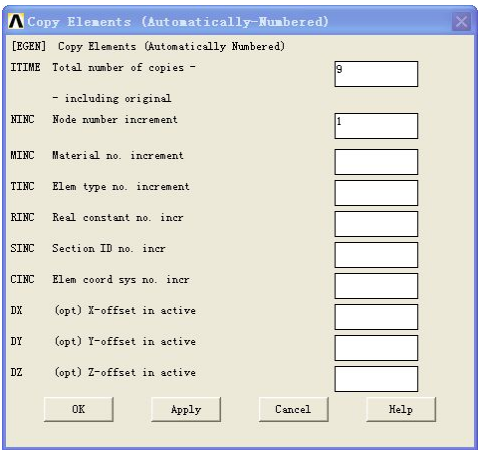 Copy Elements (Automatically-Numbered)
[EGEN] Copy Elements (Automatically Numbered)
ITIME Total number of copies - 9
- including original
NINC Node number increment 1
MINC Material no. increment
TINC Elem type no. increment
RINC Real constant no. incr
SINC Section ID no. incr
CINC Elem coord sys no. incr
DX (opt) X-offset in active
DY (opt) Y-offset in active
DZ (opt) Z-offset in active
OK Apply Cancel Help